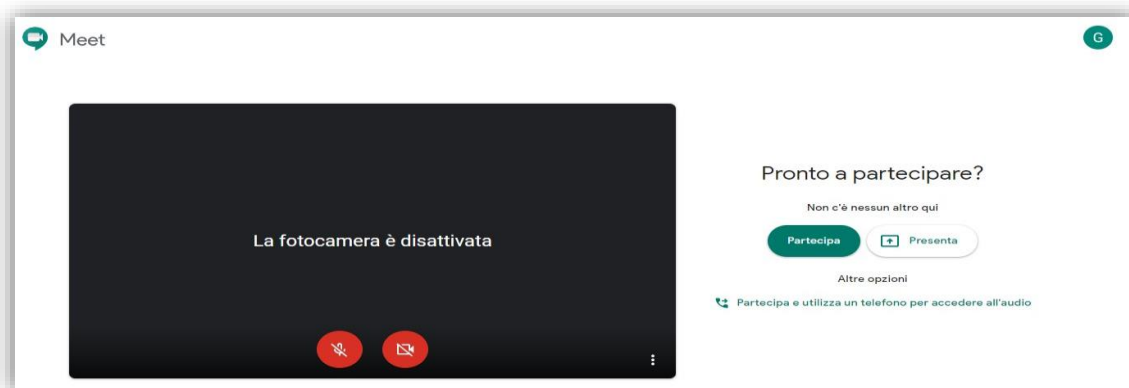 Meet
G
La fotocamera è disattivata
Pronto a partecipare?
Non c'è nessun altro qui
Partecipa
Presenta
Altre opzioni
Partecipa e utilizza un telefono per accedere all'audio